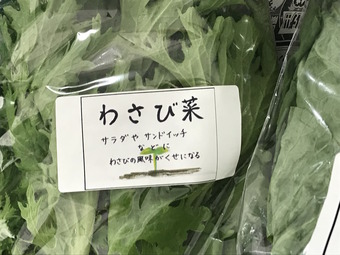 わさび菜
サラダや サンドイッチ
などに
わさびの風味がくせになる